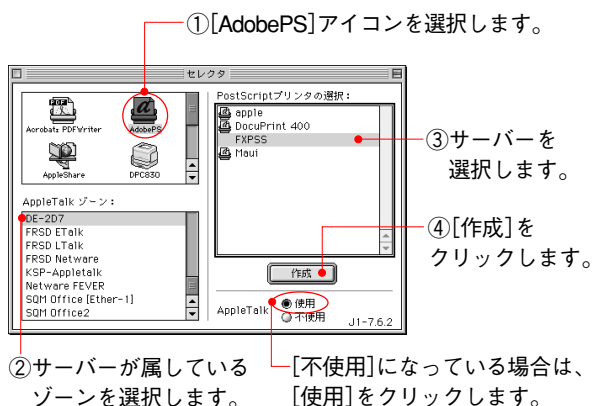 ①[AdobePS]アイコンを選択します。
セレクタ
Acrobat™ PDFWriter
AdobePS
AppleShare
DPC830
PostScriptプリンタの選択：
apple
DocuPrint 400
FXPSS
Maui
③サーバーを
選択します。
AppleTalk ゾーン：
DE-2D7
FRSD ETalk
FRSD LTalk
FRSD Netware
KSP-Appletalk
Netware FEVER
SQM Office [Ether-1]
SQM Office2
④[作成]を
クリックします。
作成
AppleTalk
使用
不使用
J1-7.6.2
②サーバーが属している
ゾーンを選択します。
[不使用]になっている場合は、
[使用]をクリックします。